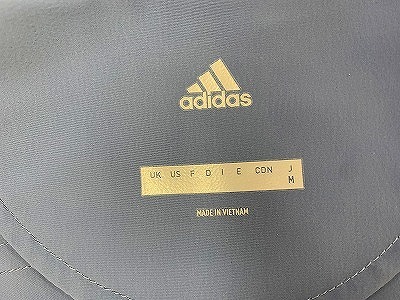 adidas
UK US F D I E CDN J
M
MADE IN VIETNAM